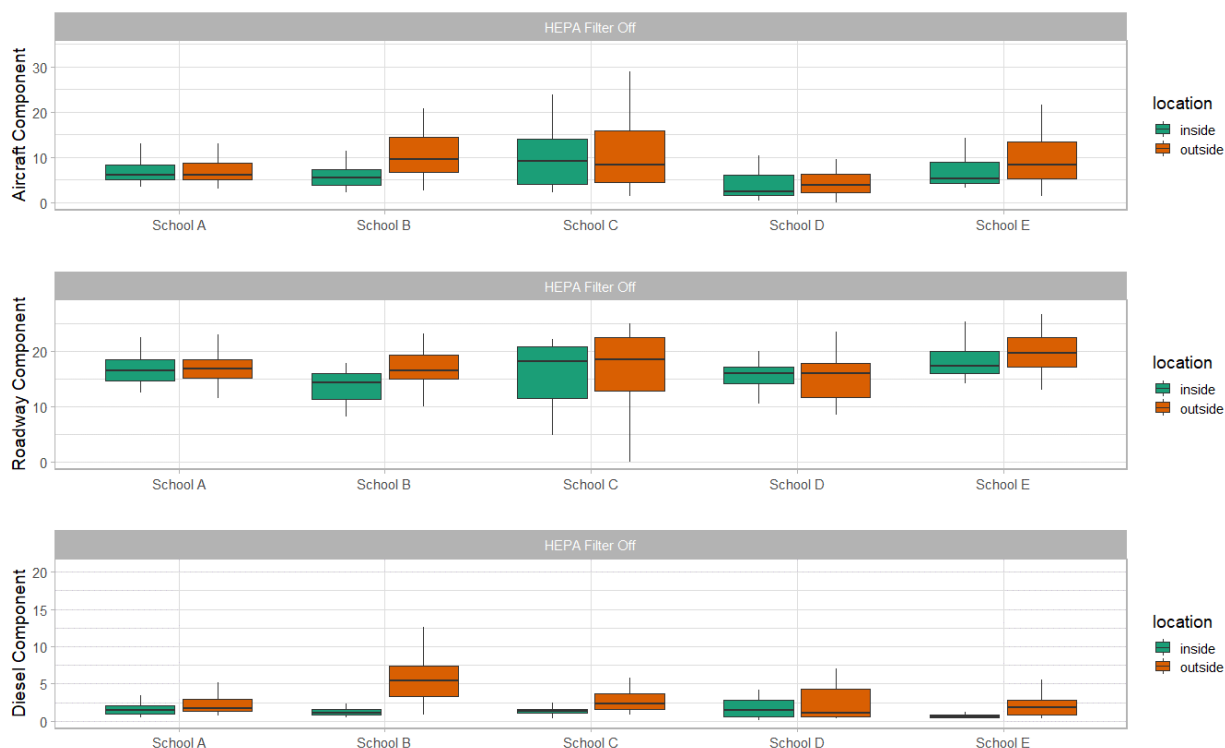 HEPA Filter Off
Aircraft Component
30
20
10
0
School A School B School C School D School E
location
inside
outside
HEPA Filter Off
Roadway Component
20
10
0
School A School B School C School D School E
location
inside
outside
HEPA Filter Off
Diesel Component
20
15
10
5
0
School A School B School C School D School E
location
inside
outside